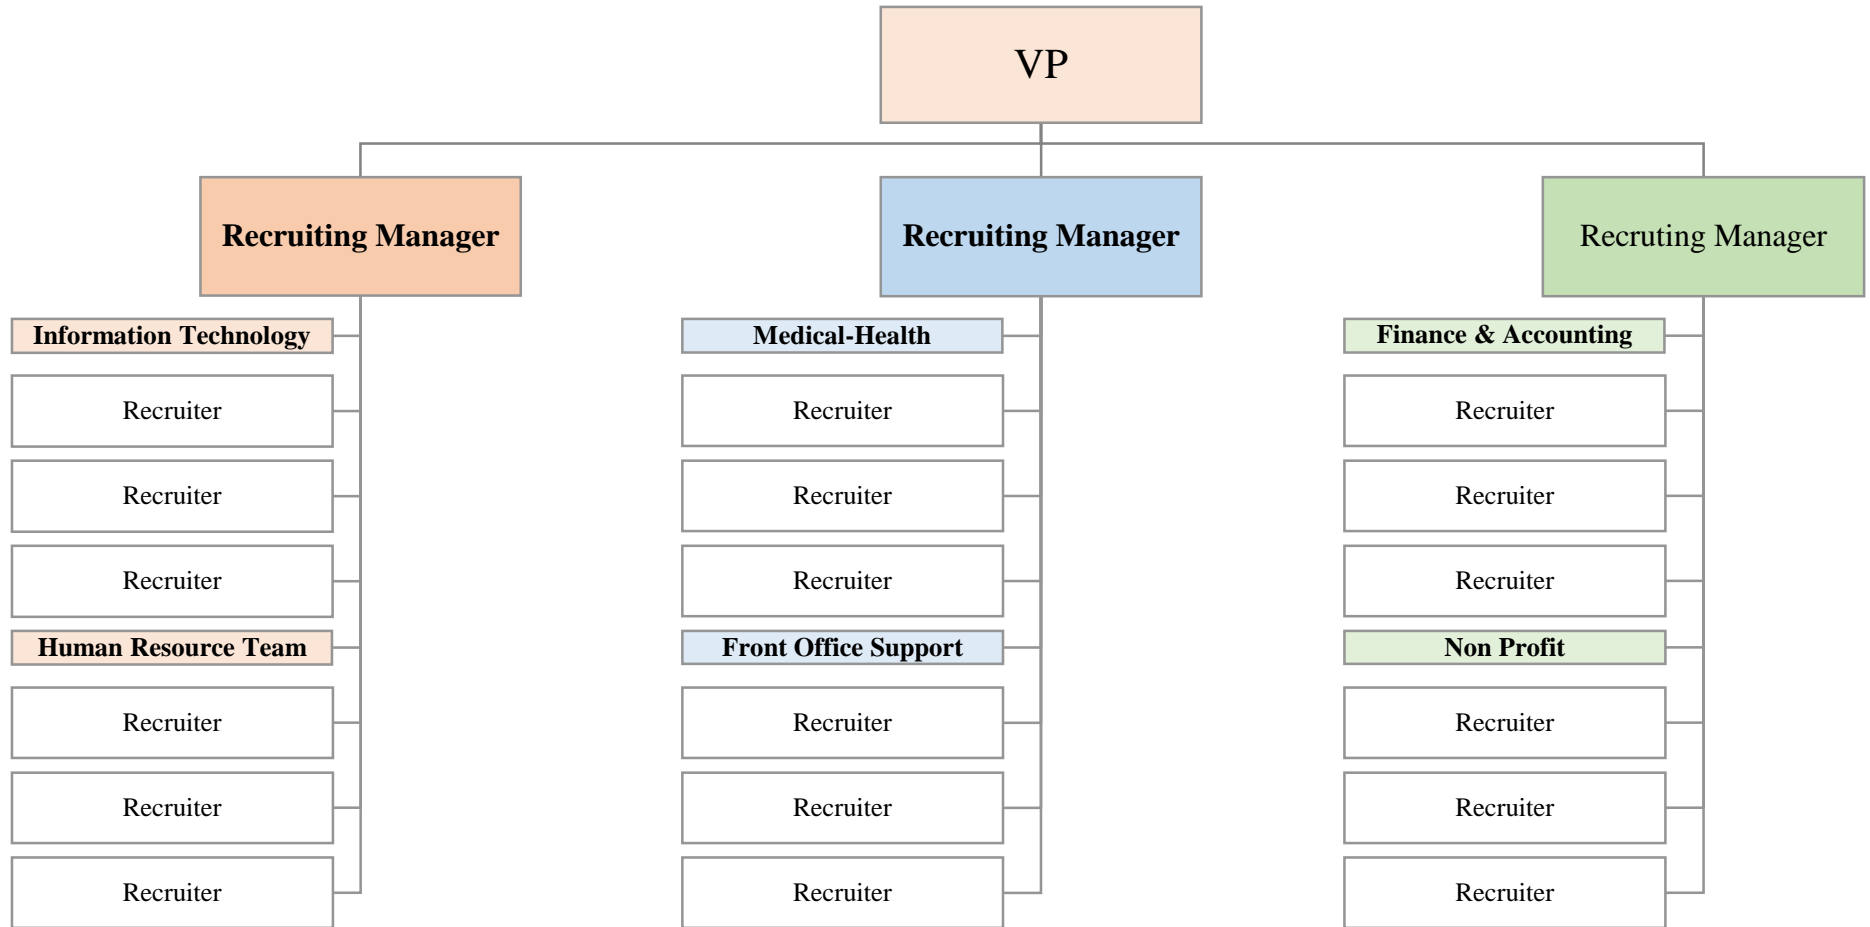 VP
Recruiting Manager
Recruiting Manager
Recruting Manager
Information Technology
Recruiter
Recruiter
Recruiter
Human Resource Team
Recruiter
Recruiter
Recruiter
Medical-Health
Recruiter
Recruiter
Recruiter
Front Office Support
Recruiter
Recruiter
Recruiter
Finance & Accounting
Recruiter
Recruiter
Recruiter
Non Profit
Recruiter
Recruiter
Recruiter